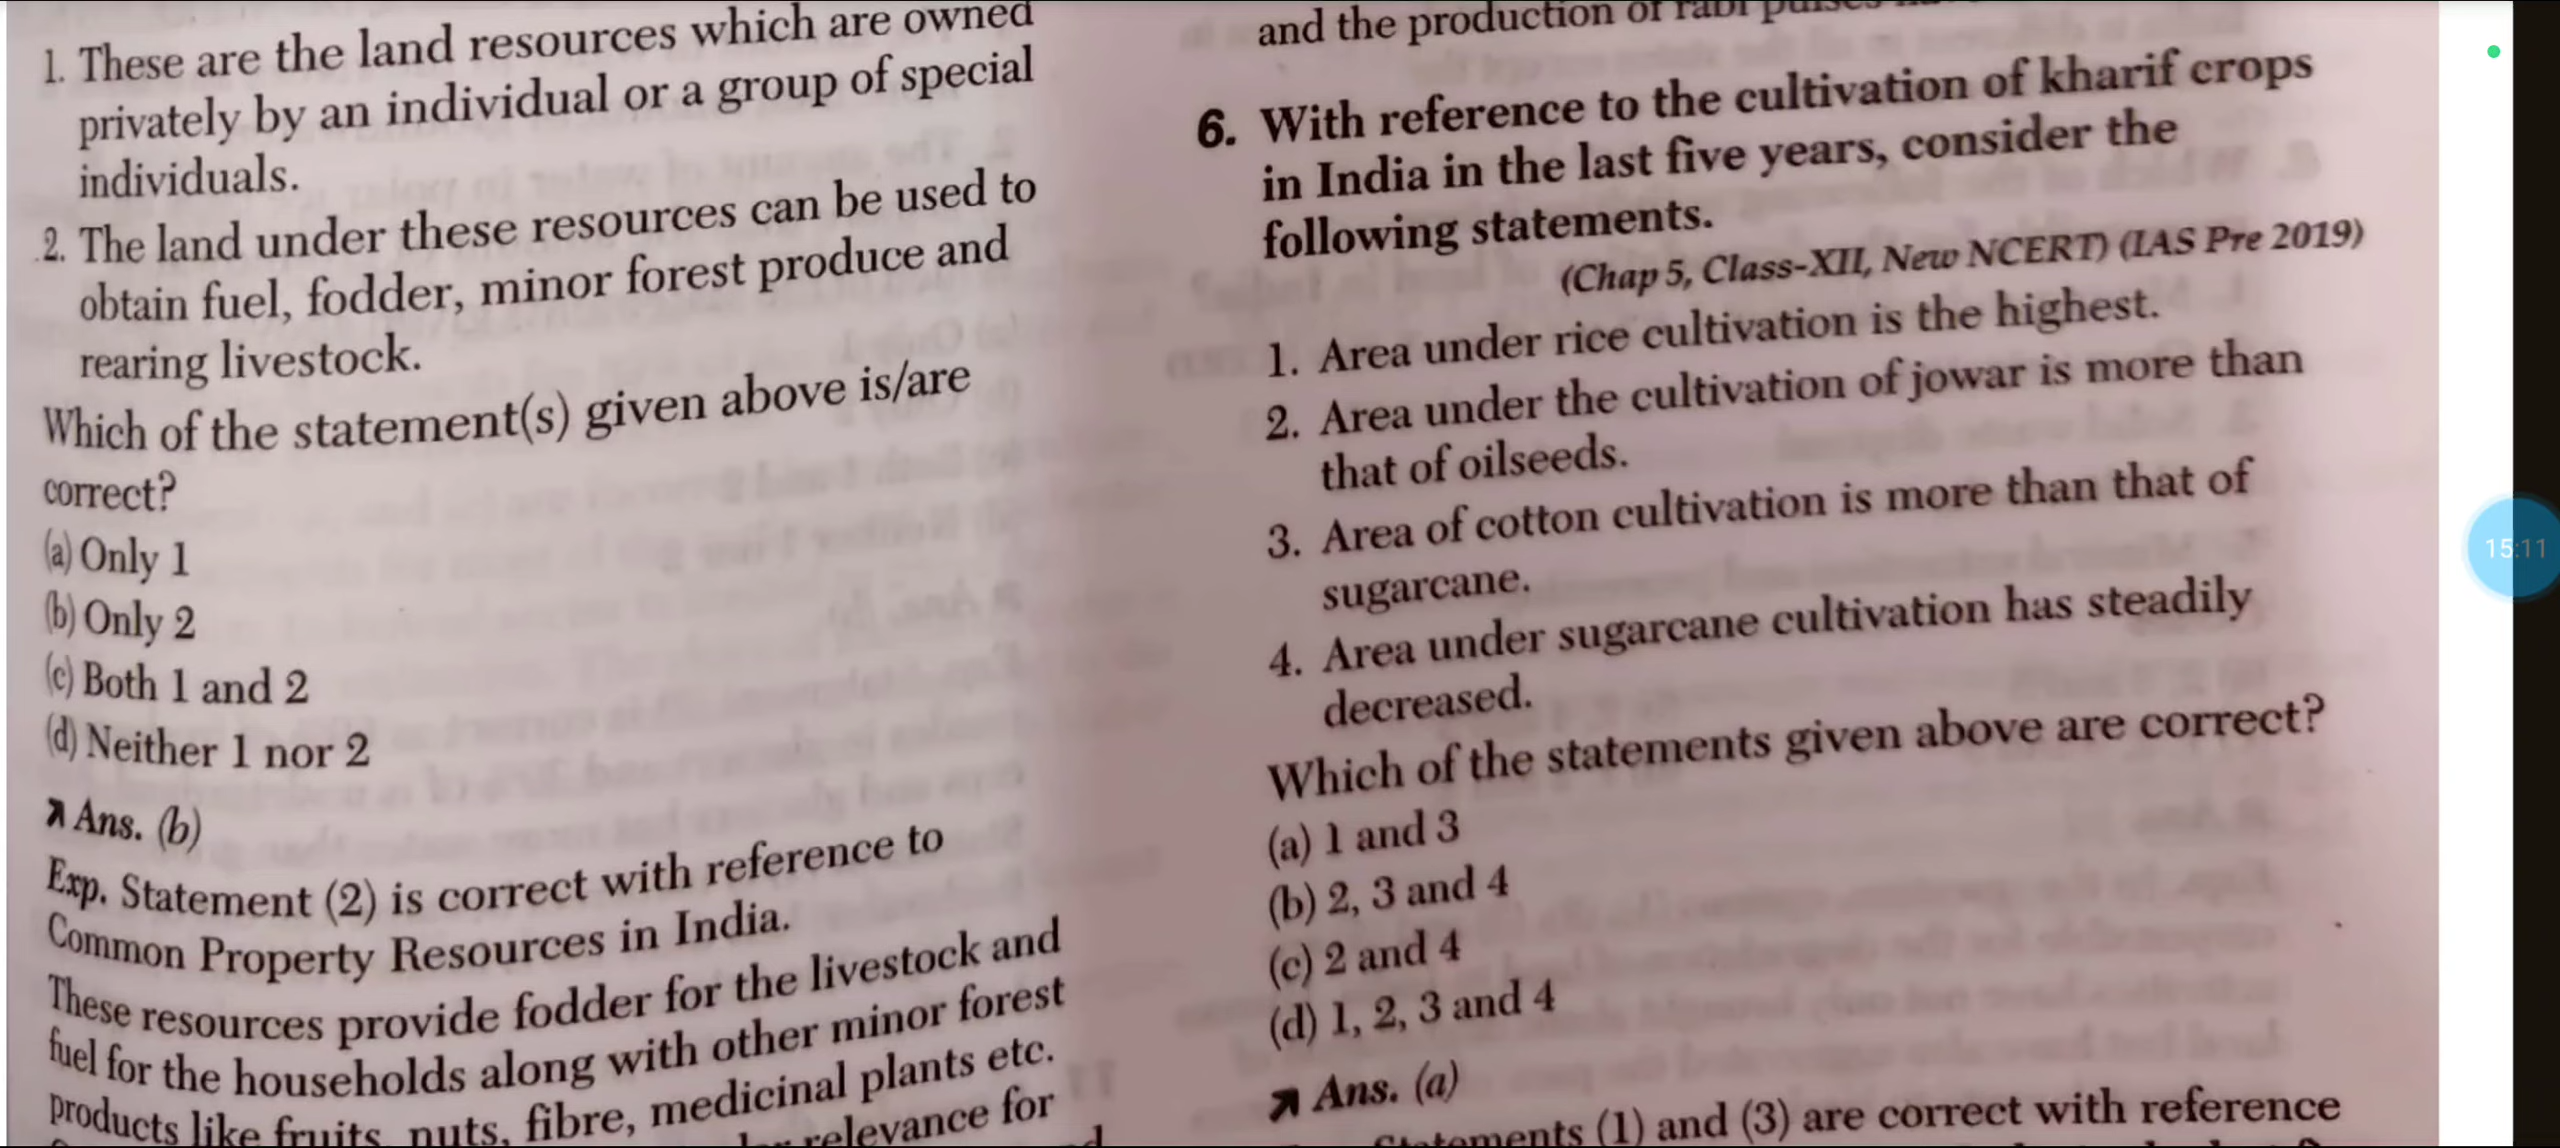 1. These are the land resources which are owned
privately by an individual or a group of special
individuals.
2. The land under these resources can be used to
obtain fuel, fodder, minor forest produce and
rearing livestock.
Which of the statement(s) given above is/are
correct?
(a) Only 1
(b) Only 2
(c) Both 1 and 2
(d) Neither 1 nor 2
Ans. (b)
Exp. Statement (2) is correct with reference to
Common Property Resources in India.
These resources provide fodder for the livestock and
fuel for the households along with other minor forest
products like fruits, nuts, fibre, medicinal plants etc.
relevance for
and the production of rabi pulses
6. With reference to the cultivation of kharif crops
in India in the last five years, consider the
following statements.
(Chap 5, Class-XII, New NCERT) (IAS Pre 2019)
1. Area under rice cultivation is the highest.
2. Area under the cultivation of jowar is more than
that of oilseeds.
3. Area of cotton cultivation is more than that of
sugarcane.
4. Area under sugarcane cultivation has steadily
decreased.
Which of the statements given above are correct?
(a) 1 and 3
(b) 2, 3 and 4
(c) 2 and 4
(d) 1, 2, 3 and 4
Ans. (a)
Statements (1) and (3) are correct with reference
15:11